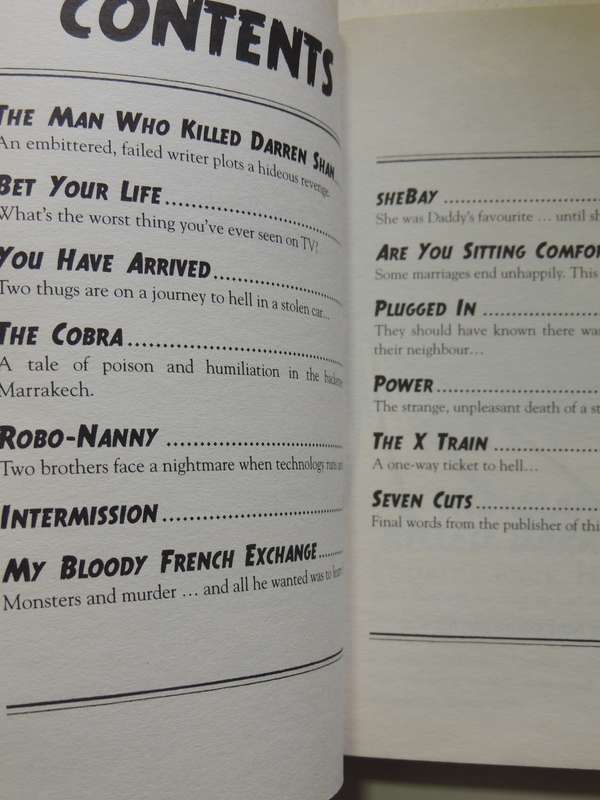 CONTENTS
THE MAN WHO KILLED DARREN SHAN
An embittered, failed writer plots a hideous revenge.
BET YOUR LIFE
What's the worst thing you've ever seen on TV?
YOU HAVE ARRIVED
Two thugs are on a journey to hell in a stolen car...
THE COBRA
A tale of poison and humiliation in the
Marrakech.
ROBO-NANNY
Two brothers face a nightmare when technology runs
INTERMISSION
MY BLOODY FRENCH EXCHANGE
Monsters and murder … and all he wanted was to learn
SHEBAY
She was Daddy's favourite … until
ARE YOU SITTING
Some marriages end unhappily. This
PLUGGED IN
They should have known there was
their neighbour…
POWER
The strange, unpleasant death of a
THE X TRAIN
A one-way ticket to hell…
SEVEN CUTS
Final words from the publisher of